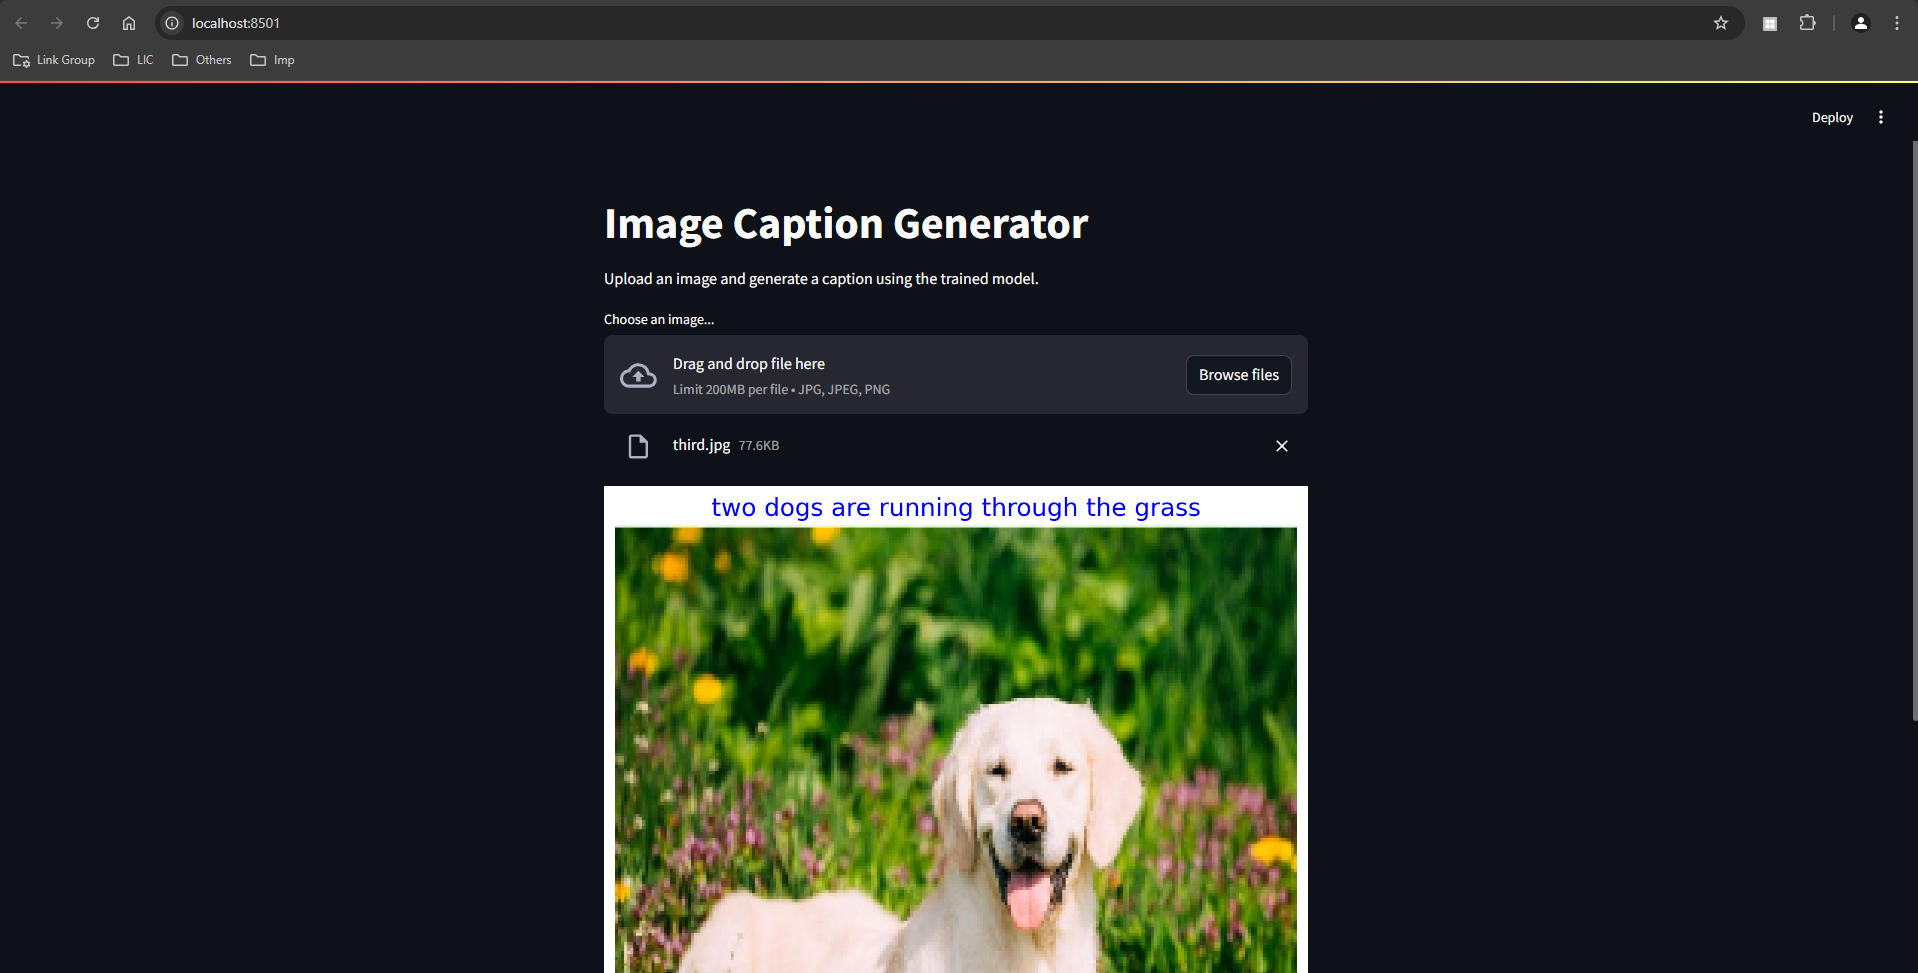 localhost:8501
Link Group
LIC
Others
Imp
Deploy
Image Caption Generator
Upload an image and generate a caption using the trained model.
Choose an image...
Drag and drop file here
Limit 200MB per file • JPG, JPEG, PNG
Browse files
third.jpg 77.6KB
two dogs are running through the grass